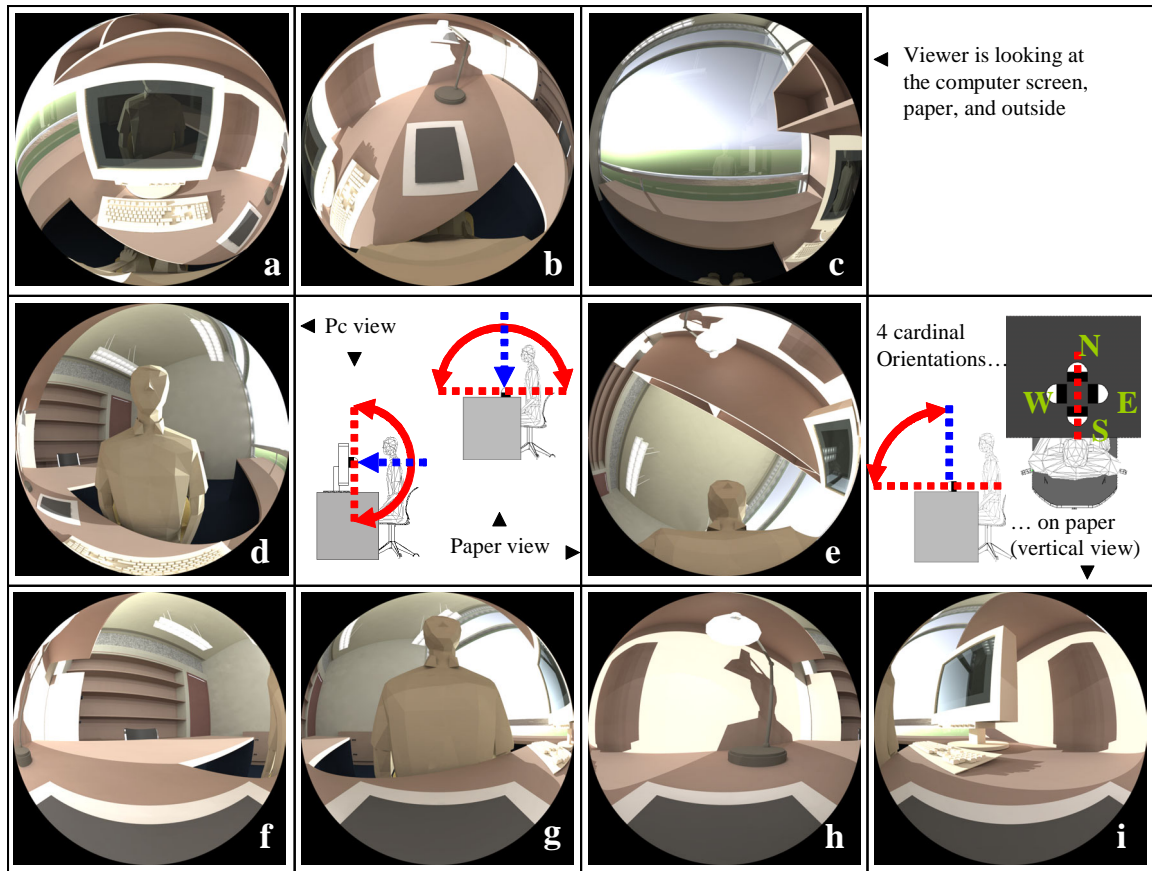 a
b
c
Viewer is looking at
the computer screen,
paper, and outside
d
Pc view
Paper view
e
4 cardinal
Orientations…
N
W
E
S
… on paper
(vertical view)
f
g
h
i